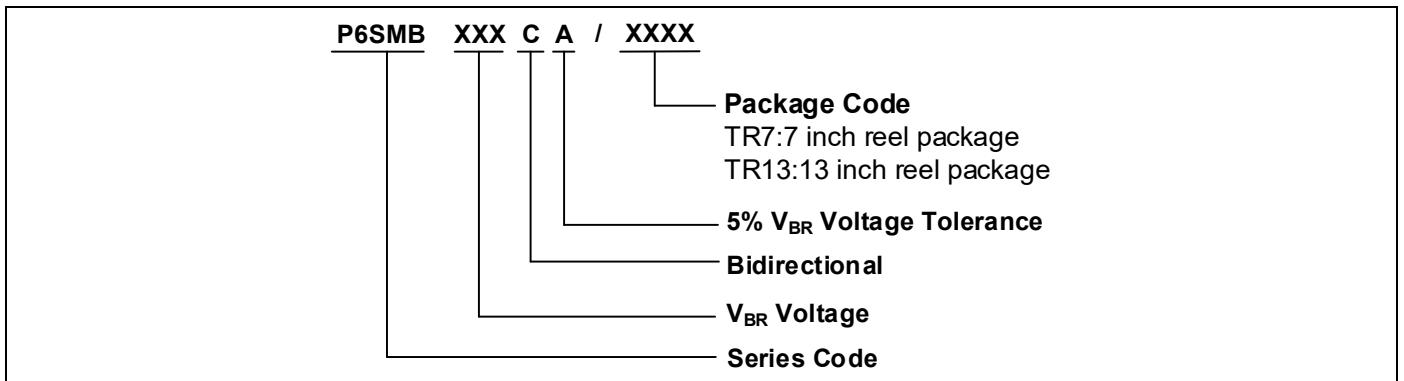 P6SMB XXX C A / XXXX
Package Code
TR7:7 inch reel package
TR13:13 inch reel package
5% VBR Voltage Tolerance
Bidirectional
VBR Voltage
Series Code